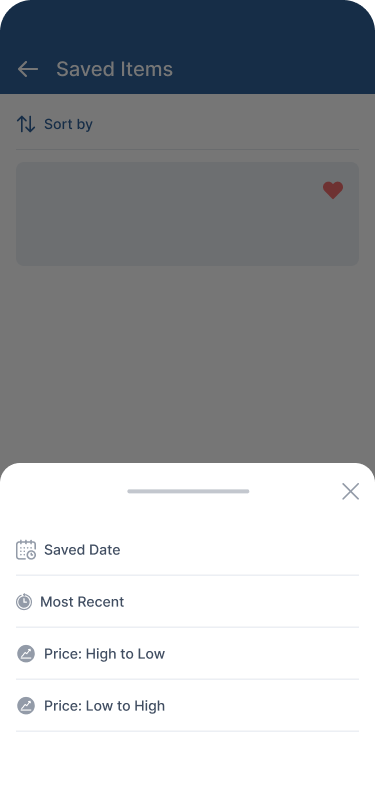 Saved Items
Sort by
Saved Date
Most Recent
Price: High to Low
Price: Low to High